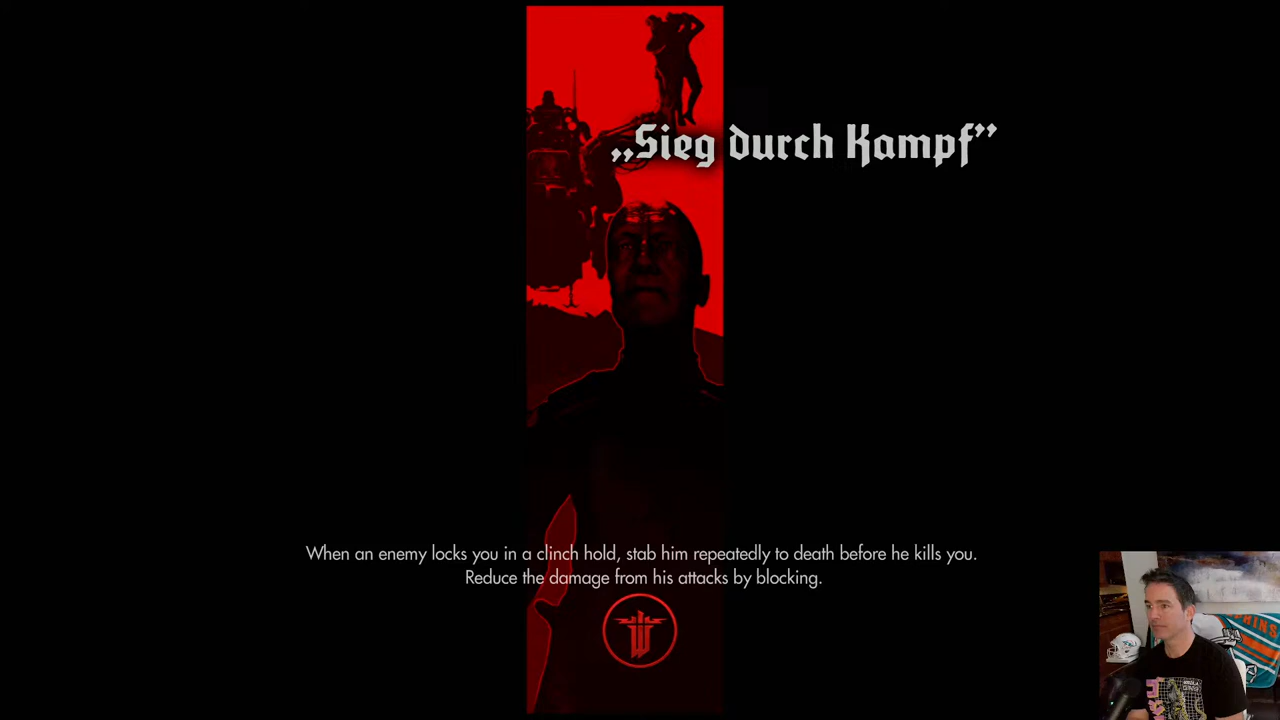 „Sieg durch Kampf”
When an enemy locks you in a clinch hold, stab him repeatedly to death before he kills you.
Reduce the damage from his attacks by blocking.